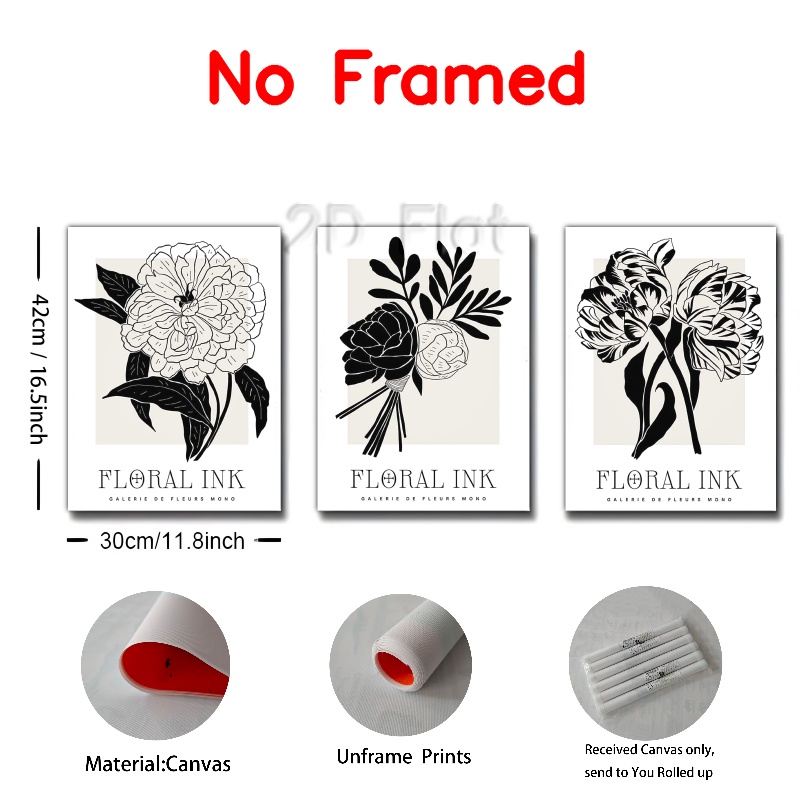 No Framed
2D Flat
42cm / 16.5inch
FLORAL INK
GALERIE DE FLEURS MONO
FLORAL INK
GALERIE DE FLEURS MONO
FLORAL INK
GALERIE DE FLEURS MONO
30cm/11.8inch
Material:Canvas
Unframe Prints
Received Canvas only,
send to You Rolled up